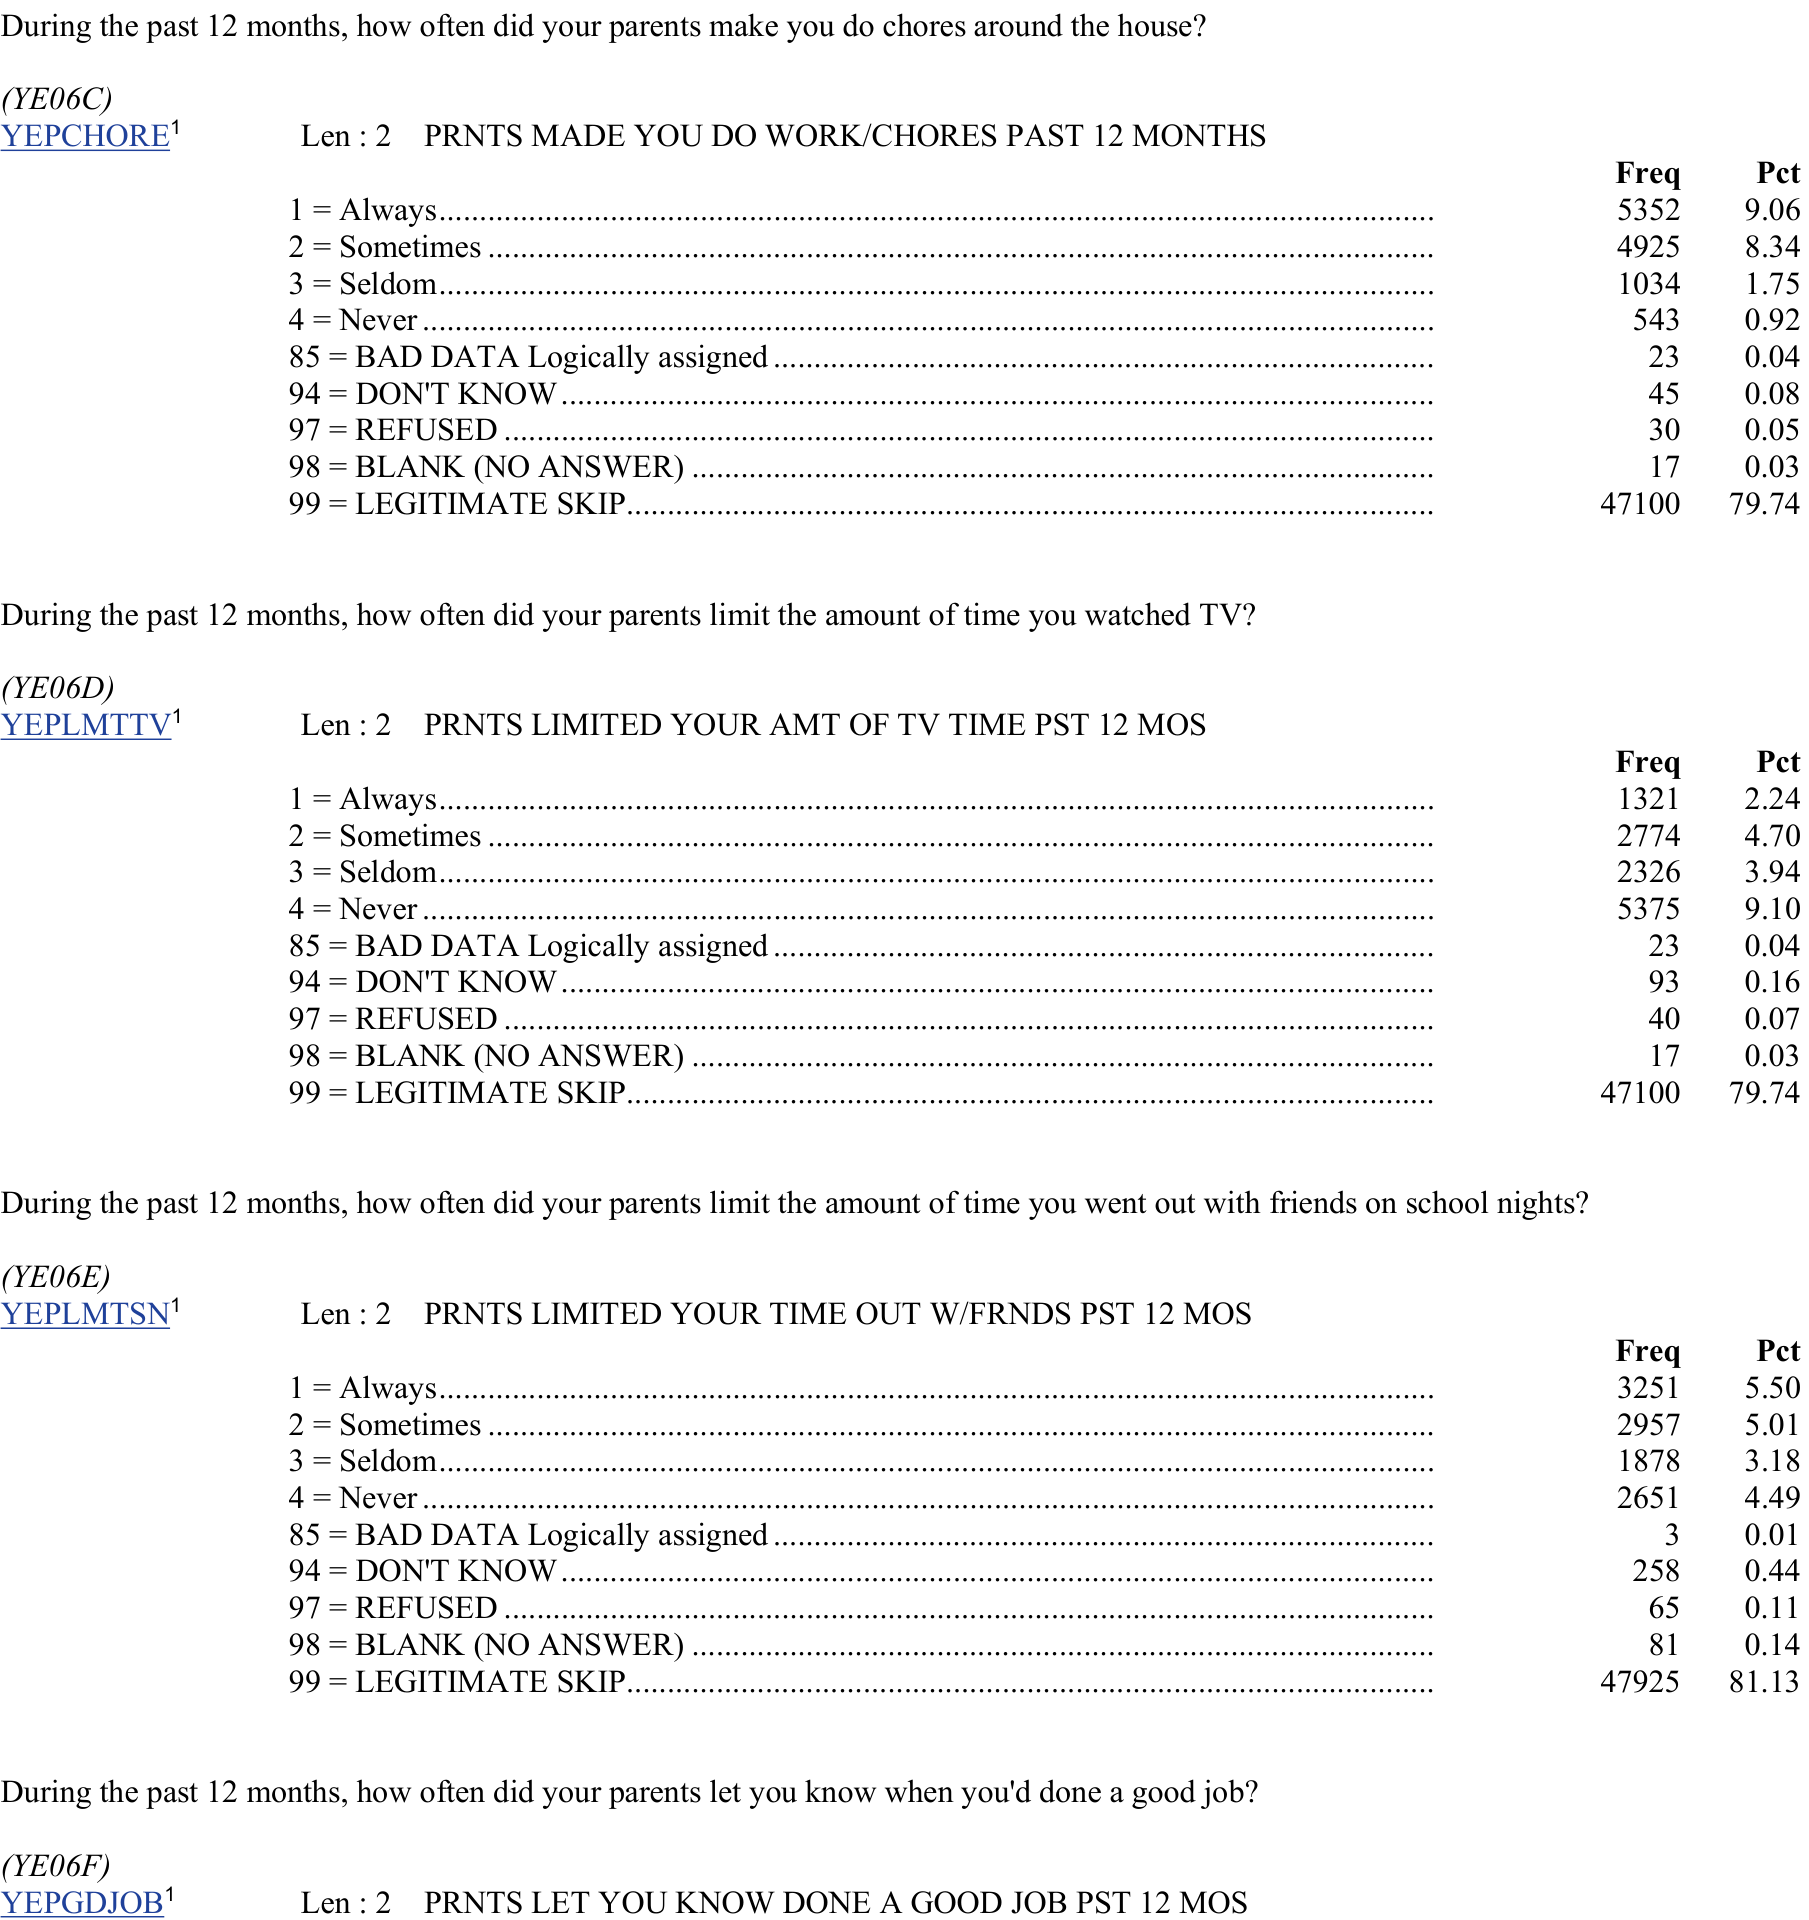 During the past 12 months, how often did your parents make you do chores around the house?
(YE06C)
YEPCHORE1 Len : 2 PRNTS MADE YOU DO WORK/CHORES PAST 12 MONTHS
Freq Pct
1 = Always 5352 9.06
2 = Sometimes 4925 8.34
3 = Seldom 1034 1.75
4 = Never 543 0.92
85 = BAD DATA Logically assigned 23 0.04
94 = DON'T KNOW 45 0.08
97 = REFUSED 30 0.05
98 = BLANK (NO ANSWER) 17 0.03
99 = LEGITIMATE SKIP 47100 79.74
During the past 12 months, how often did your parents limit the amount of time you watched TV?
(YE06D)
YEPLMTTV1 Len : 2 PRNTS LIMITED YOUR AMT OF TV TIME PST 12 MOS
Freq Pct
1 = Always 1321 2.24
2 = Sometimes 2774 4.70
3 = Seldom 2326 3.94
4 = Never 5375 9.10
85 = BAD DATA Logically assigned 23 0.04
94 = DON'T KNOW 93 0.16
97 = REFUSED 40 0.07
98 = BLANK (NO ANSWER) 17 0.03
99 = LEGITIMATE SKIP 47100 79.74
During the past 12 months, how often did your parents limit the amount of time you went out with friends on school nights?
(YE06E)
YEPLMTSN1 Len : 2 PRNTS LIMITED YOUR TIME OUT W/FRNDS PST 12 MOS
Freq Pct
1 = Always 3251 5.50
2 = Sometimes 2957 5.01
3 = Seldom 1878 3.18
4 = Never 2651 4.49
85 = BAD DATA Logically assigned 3 0.01
94 = DON'T KNOW 258 0.44
97 = REFUSED 65 0.11
98 = BLANK (NO ANSWER) 81 0.14
99 = LEGITIMATE SKIP 47925 81.13
During the past 12 months, how often did your parents let you know when you'd done a good job?
(YE06F)
YEPGDJOB1 Len : 2 PRNTS LET YOU KNOW DONE A GOOD JOB PST 12 MOS